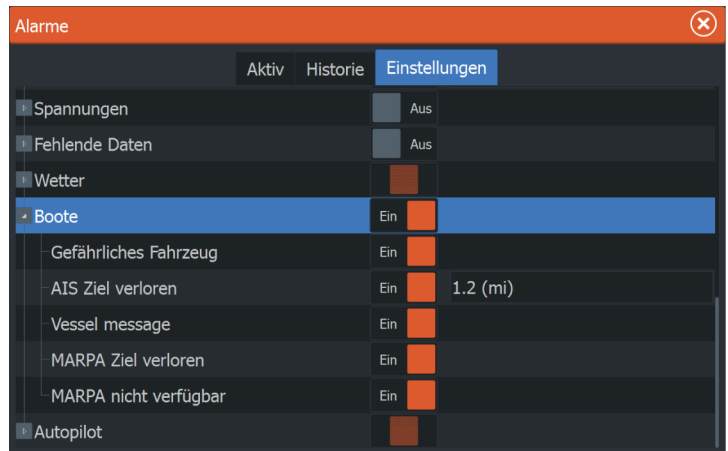 Alarme
Aktiv Historie Einstellungen
Spannungen Aus
Fehlende Daten Aus
Wetter
Boote Ein
Gefährliches Fahrzeug Ein
AIS Ziel verloren Ein 1.2 (mi)
Vessel message Ein
MARPA Ziel verloren Ein
MARPA nicht verfügbar Ein
Autopilot